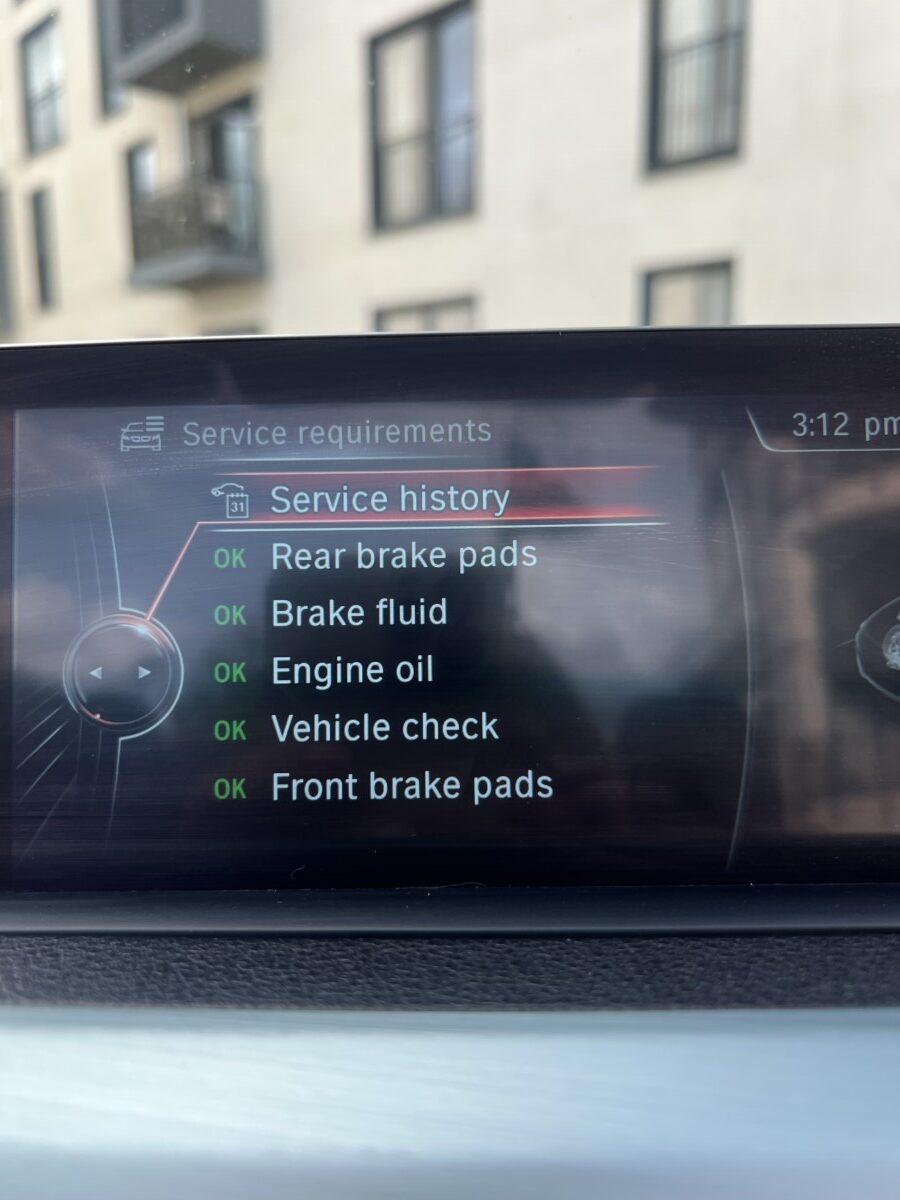 Service requirements
3:12 pm
31 Service history
OK Rear brake pads
OK Brake fluid
OK Engine oil
OK Vehicle check
OK Front brake pads